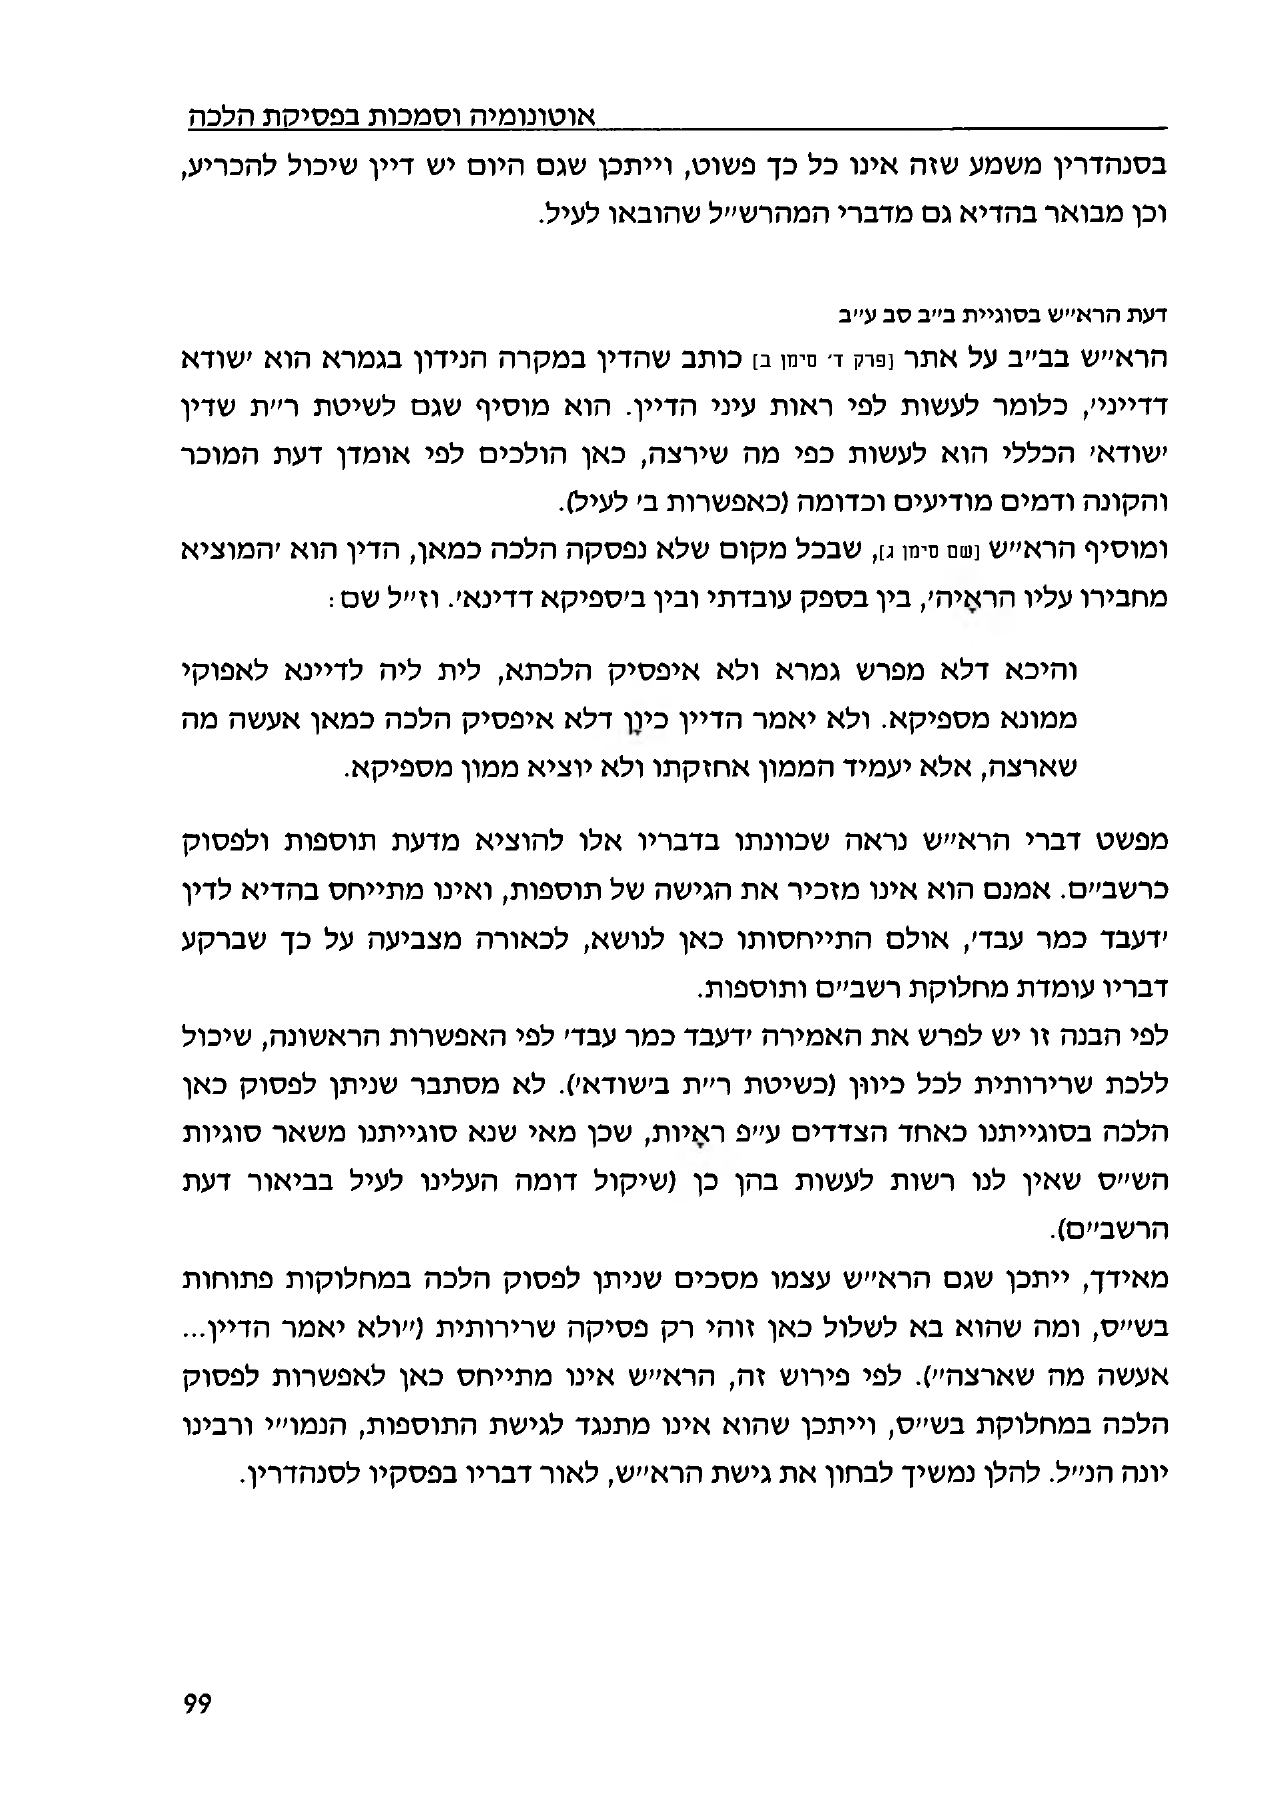 אוטונומיה וסמכות בפסיקת הלכה
בסנהדרין משמע שזה אינו כל כך פשוט, וייתכן שגם היום יש דיין שיכול להכריע,
וכן מבואר בהדיא גם מדברי המהרש״ל שהובאו לעיל.
דעת הרא״ש בסוגיית ב״ב סב ע״ב
הרא״ש בב״ב על אתר [פרק ד׳ סימן ב] כותב שהדין במקרה הנידון בגמרא הוא ׳שודא
דדייני׳, כלומר לעשות לפי ראות עיני הדיין. הוא מוסיף שגם לשיטת ר״ת שדין
׳שודא׳ הכללי הוא לעשות כפי מה שירצה, כאן הולכים לפי אומדן דעת המוכר
והקונה ודמים מודיעים וכדומה (כאפשרות ב׳ לעיל).
ומוסיף הרא״ש [שם סימן ג], שבכל מקום שלא נפסקה הלכה כמאן, הדין הוא ׳המוציא
מחבירו עליו הראָיה׳, בין בספק עובדתי ובין ב׳ספיקא דדינא׳. וז״ל שם:
והיכא דלא מפרש גמרא ולא איפסיק הלכתא, לית ליה לדיינא לאפוקי
ממונא מספיקא. ולא יאמר הדיין כיוָן דלא איפסיק הלכה כמאן אעשה מה
שארצה, אלא יעמיד הממון אחזקתו ולא יוציא ממון מספיקא.
מפשט דברי הרא״ש נראה שכוונתו בדבריו אלו להוציא מדעת תוספות ולפסוק
כרשב״ם. אמנם הוא אינו מזכיר את הגישה של תוספות, ואינו מתייחס בהדיא לדין
׳דעבד כמר עבד׳, אולם התייחסותו כאן לנושא, לכאורה מצביעה על כך שברקע
דבריו עומדת מחלוקת רשב״ם ותוספות.
לפי הבנה זו יש לפרש את האמירה ׳דעבד כמר עבד׳ לפי האפשרות הראשונה, שיכול
ללכת שרירותית לכל כיווּן (כשיטת ר״ת ב׳שודא׳). לא מסתבר שניתן לפסוק כאן
הלכה בסוגייתנו כאחד הצדדים ע״פ ראָיות, שכן מאי שנא סוגייתנו משאר סוגיות
הש״ס שאין לנו רשות לעשות בהן כן (שיקול דומה העלינו לעיל בביאור דעת
הרשב״ם).
מאידך, ייתכן שגם הרא״ש עצמו מסכים שניתן לפסוק הלכה במחלוקות פתוחות
בש״ס, ומה שהוא בא לשלול כאן זוהי רק פסיקה שרירותית (״ולא יאמר הדיין...
אעשה מה שארצה״). לפי פירוש זה, הרא״ש אינו מתייחס כאן לאפשרות לפסוק
הלכה במחלוקת בש״ס, וייתכן שהוא אינו מתנגד לגישת התוספות, הנמו״י ורבינו
יונה הנ״ל. להלן נמשיך לבחון את גישת הרא״ש, לאור דבריו בפסקיו לסנהדרין.
99